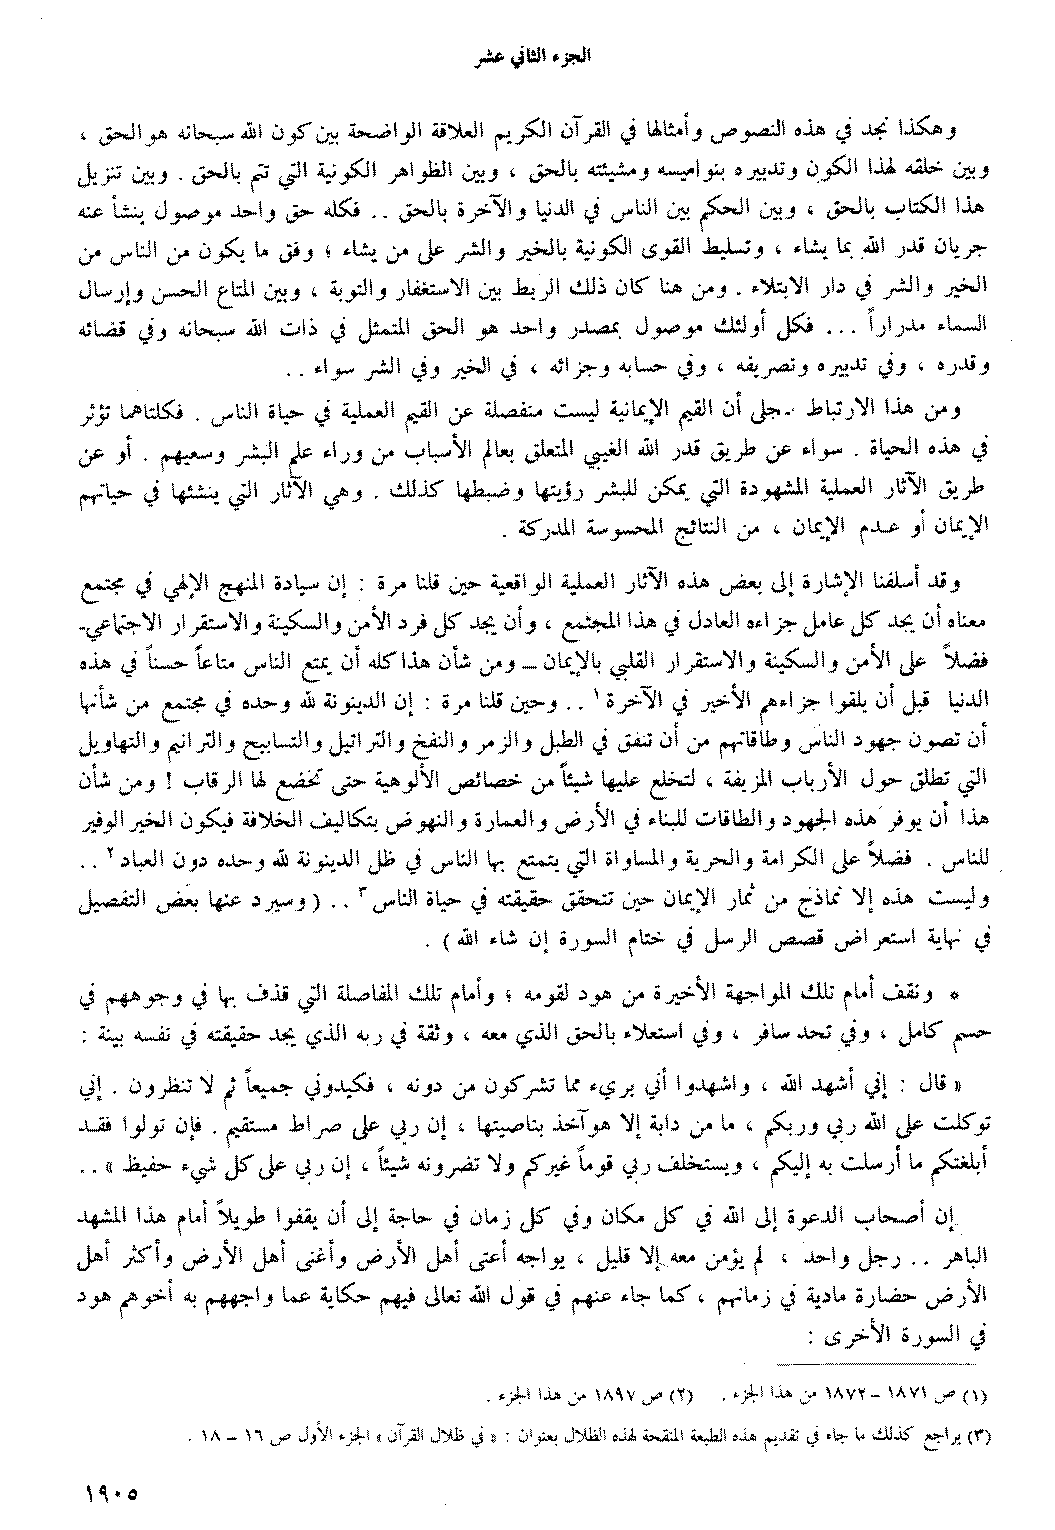 الجزء الثاني عشر
وهكذا نجد في هذه النصوص وأمثالها في القرآن الكريم العلاقة الواضحة بين كون الله سبحانه هو الحق ،
وبين خلقه لهذا الكون وتدبيره بنواميسه ومشيئته بالحق ، وبين الظواهر الكونية التي تتم بالحق . وبين تنزيل
هذا الكتاب بالحق ، وبين الحكم بين الناس في الدنيا والآخرة بالحق .. فكله حق واحد موصول ينشأ عنه
جريان قدر الله بما يشاء ، وتسليط القوى الكونية بالخير والشر على من يشاء ؛ وفق ما يكون من الناس من
الخير والشر في دار الابتلاء . ومن هنا كان ذلك الربط بين الاستغفار والتوبة ، وبين المتاع الحسن وإرسال
السماء مدراراً ... فكل أولئك موصول بمصدر واحد هو الحق المتمثل في ذات الله سبحانه وفي قضائه
وقدره ، وفي تدبيره وتصريفه ، وفي حسابه وجزائه ، في الخير وفي الشر سواء ..
ومن هذا الارتباط يتجلى أن القيم الإيمانية ليست منفصلة عن القيم العملية في حياة الناس . فكلتاهما تؤثر
في هذه الحياة . سواء عن طريق قدر الله الغيبي المتعلق بعالم الأسباب من وراء علم البشر وسعيهم . أو عن
طريق الآثار العملية المشهودة التي يمكن للبشر رؤيتها وضبطها كذلك . وهي الآثار التي ينشئها في حياتهم
الإيمان أو عدم الإيمان ، من النتائج المحسوسة المدركة .
وقد أسلفنا الإشارة إلى بعض هذه الآثار العملية الواقعية حين قلنا مرة : إن سيادة المنهج الإلهي في مجتمع
معناه أن يجد كل عامل جزاءه العادل في هذا المجتمع ، وأن يجد كل فرد الأمن والسكينة والاستقرار الاجتماعي-
فضلاً على الأمن والسكينة والاستقرار القلبي بالإيمان – ومن شأن هذا كله أن يمتع الناس متاعاً حسناً في هذه
الدنيا قبل أن يلقوا جزاءهم الأخير في الآخرة ١ .. وحين قلنا مرة : إن الدينونة لله وحده في مجتمع من شأنها
أن تصون جهود الناس وطاقاتهم من أن تنفق في الطبل والزمر والنفخ والتراتيل والتسابيح والترانيم والتهاويل
التي تطلق حول الأرباب المزيفة ، لتخلع عليها شيئاً من خصائص الألوهية حتى تخضع لها الرقاب ! ومن شأن
هذا أن يوفر هذه الجهود والطاقات للبناء في الأرض والعمارة والنهوض بتكاليف الخلافة فيكون الخير الوفير
للناس . فضلاً على الكرامة والحرية والمساواة التي يتمتع بها الناس في ظل الدينونة لله وحده دون العباد ٢ ..
وليست هذه إلا نماذج من ثمار الإيمان حين تتحقق حقيقته في حياة الناس ٣ .. ( وسيرد عنها بعض التفصيل
في نهاية استعراض قصص الرسل في ختام السورة إن شاء الله ) .
* ونقف أمام تلك المواجهة الأخيرة من هود لقومه ؛ وأمام تلك المفاصلة التي قذف بها في وجوههم في
حسم كامل ، وفي تحد سافر ، وفي استعلاء بالحق الذي معه ، وثقة في ربه الذي يجد حقيقته في نفسه بينة :
« قال : إني أشهد الله ، واشهدوا أني بريء مما تشركون من دونه ، فكيدوني جميعاً ثم لا تنظرون . إني
توكلت على الله ربي وربكم ، ما من دابة إلا هو آخذ بناصيتها ، إن ربي على صراط مستقيم . فإن تولوا فقد
أبلغتكم ما أرسلت به إليكم ، ويستخلف ربي قوماً غيركم ولا تضرونه شيئاً ، إن ربي على كل شيء حفيظ » ..
إن أصحاب الدعوة إلى الله في كل مكان وفي كل زمان في حاجة إلى أن يقفوا طويلاً أمام هذا المشهد
الباهر .. رجل واحد ، لم يؤمن معه إلا قليل ، يواجه أعتى أهل الأرض وأغنى أهل الأرض وأكثر أهل
الأرض حضارة مادية في زمانهم ، كما جاء عنهم في قول الله تعالى فيهم حكاية عما واجههم به أخوهم هود
في السورة الأخرى :
(١) ص ١٨٧١ – ١٨٧٢ من هذا الجزء . (٢) ص ١٨٩٧ من هذا الجزء .
(٣) يراجع كذلك ما جاء في تقديم هذه الطبعة المنقحة لهذه الظلال بعنوان : « في ظلال القرآن » الجزء الأول ص ١٦ – ١٨ .
١٩٠٥